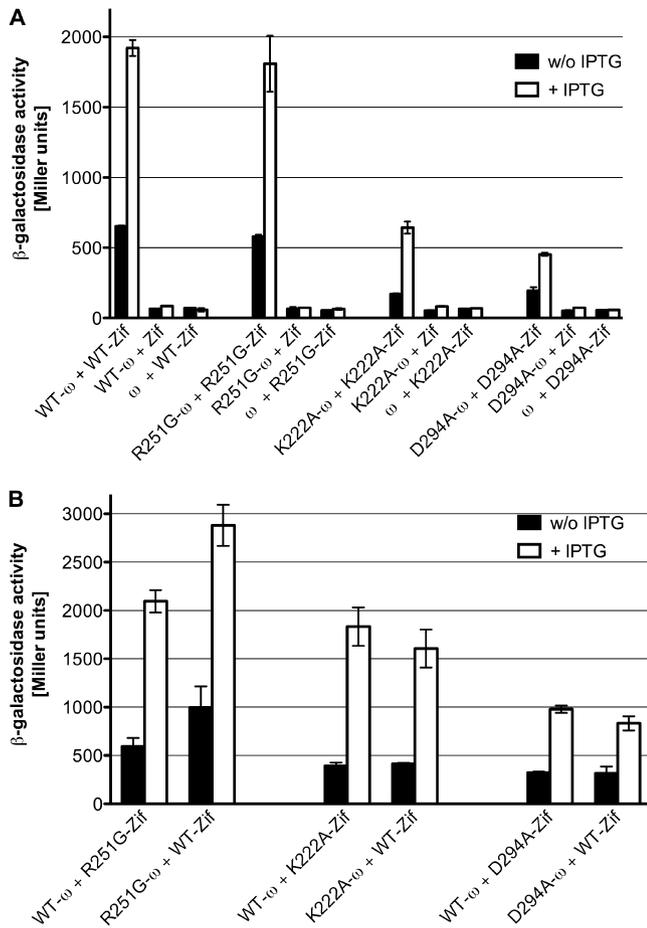 A
β-galactosidase activity
[Miller units]
2000
1500
1000
500
0
w/o IPTG
+ IPTG
WT-ω + WT-Zif
WT-ω + Zif
ω + WT-Zif
R251G-ω + R251G-Zif
R251G-ω + Zif
ω + R251G-Zif
K222A-ω + K222A-Zif
K222A-ω + Zif
ω + K222A-Zif
D294A-ω + D294A-Zif
D294A-ω + Zif
ω + D294A-Zif
B
β-galactosidase activity
[Miller units]
3000
2500
2000
1500
1000
500
0
w/o IPTG
+ IPTG
WT-ω + R251G-Zif
R251G-ω + WT-Zif
WT-ω + K222A-Zif
K222A-ω + WT-Zif
WT-ω + D294A-Zif
D294A-ω + WT-Zif